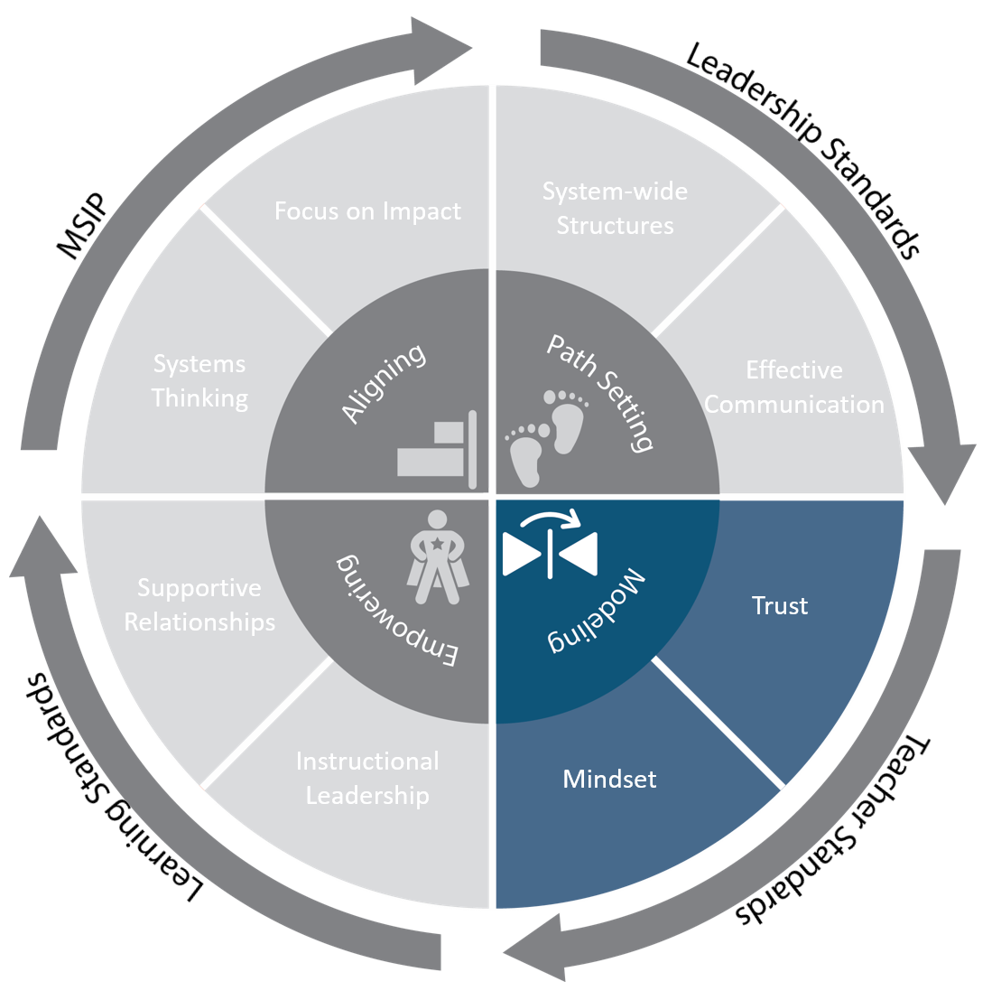 MSIP
Leadership Standards
Focus on Impact
System-wide
Structures
Systems
Thinking
Effective
Communication
Aligning
Path Setting
Empowering
Modeling
Supportive
Relationships
Trust
Instructional
Leadership
Mindset
Learning Standards
Teacher Standards